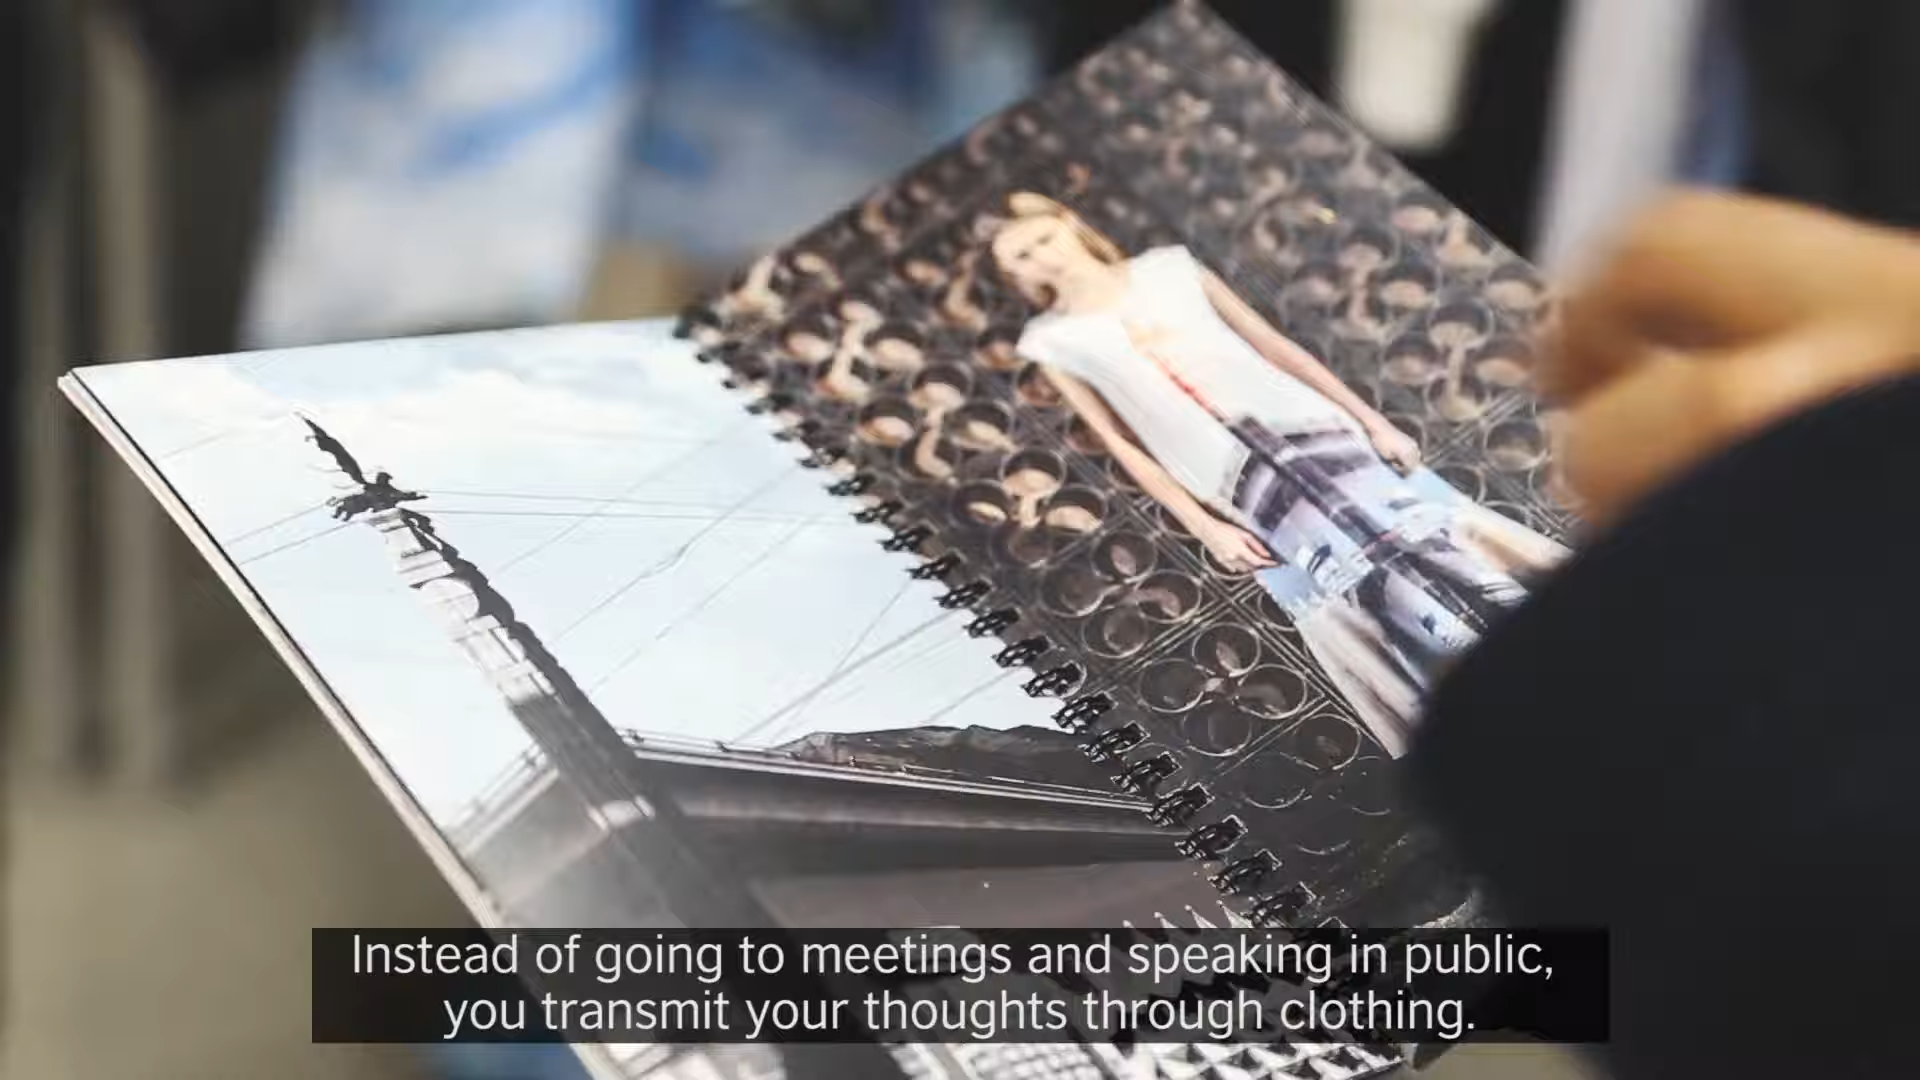 Instead of going to meetings and speaking in public,
you transmit your thoughts through clothing.